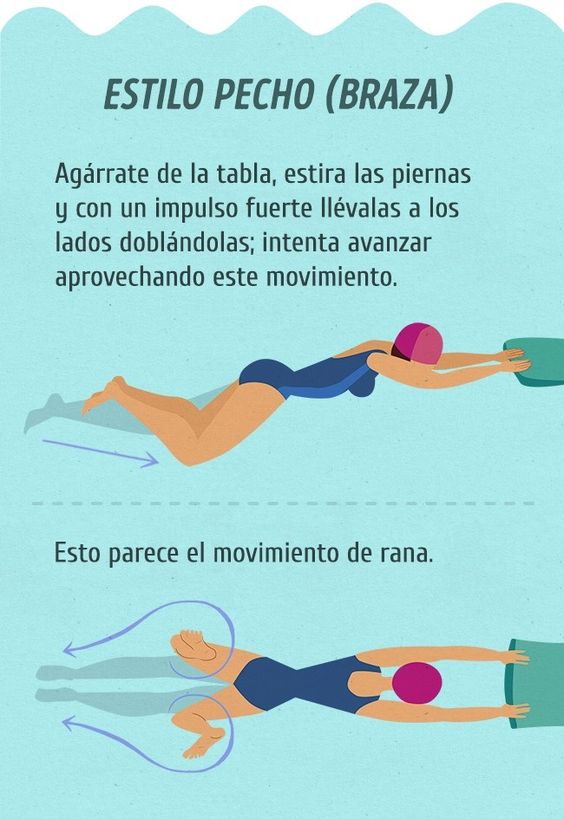 ESTILO PECHO (BRAZA)
Agárrate de la tabla, estira las piernas
y con un impulso fuerte llévalas a los
lados doblándolas; intenta avanzar
aprovechando este movimiento.
Esto parece el movimiento de rana.